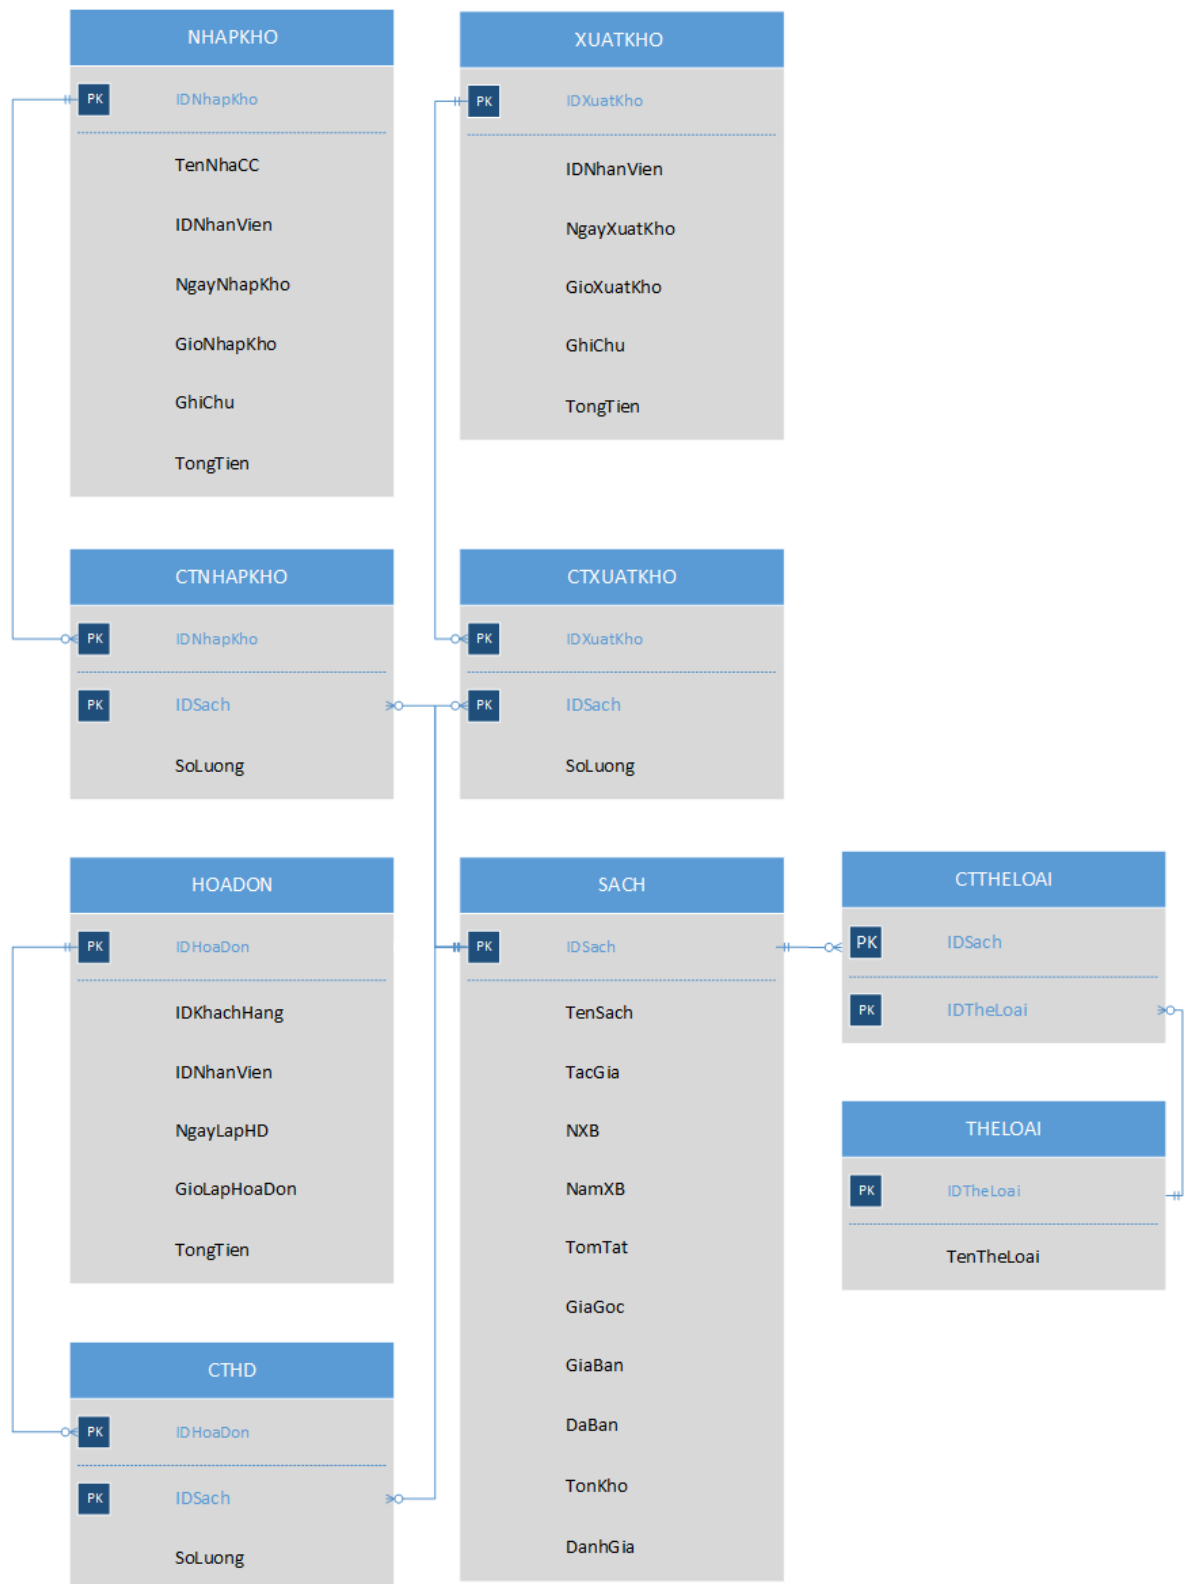 NHAPKHO
PK IDNhapKho
TenNhaCC
IDNhanVien
NgayNhapKho
GioNhapKho
GhiChu
TongTien
XUATKHO
PK IDXuatKho
IDNhanVien
NgayXuatKho
GioXuatKho
GhiChu
TongTien
CTNHAPKHO
PK IDNhapKho
PK IDSach
SoLuong
CTXUATKHO
PK IDXuatKho
PK IDSach
SoLuong
HOADON
PK IDHoaDon
IDKhachHang
IDNhanVien
NgayLapHD
GioLapHoaDon
TongTien
SACH
PK IDSach
TenSach
TacGia
NXB
NamXB
TomTat
GiaGoc
GiaBan
DaBan
TonKho
DanhGia
CTTHELOAI
PK IDSach
PK IDTheLoai
THELOAI
PK IDTheLoai
TenTheLoai
CTHD
PK IDHoaDon
PK IDSach
SoLuong